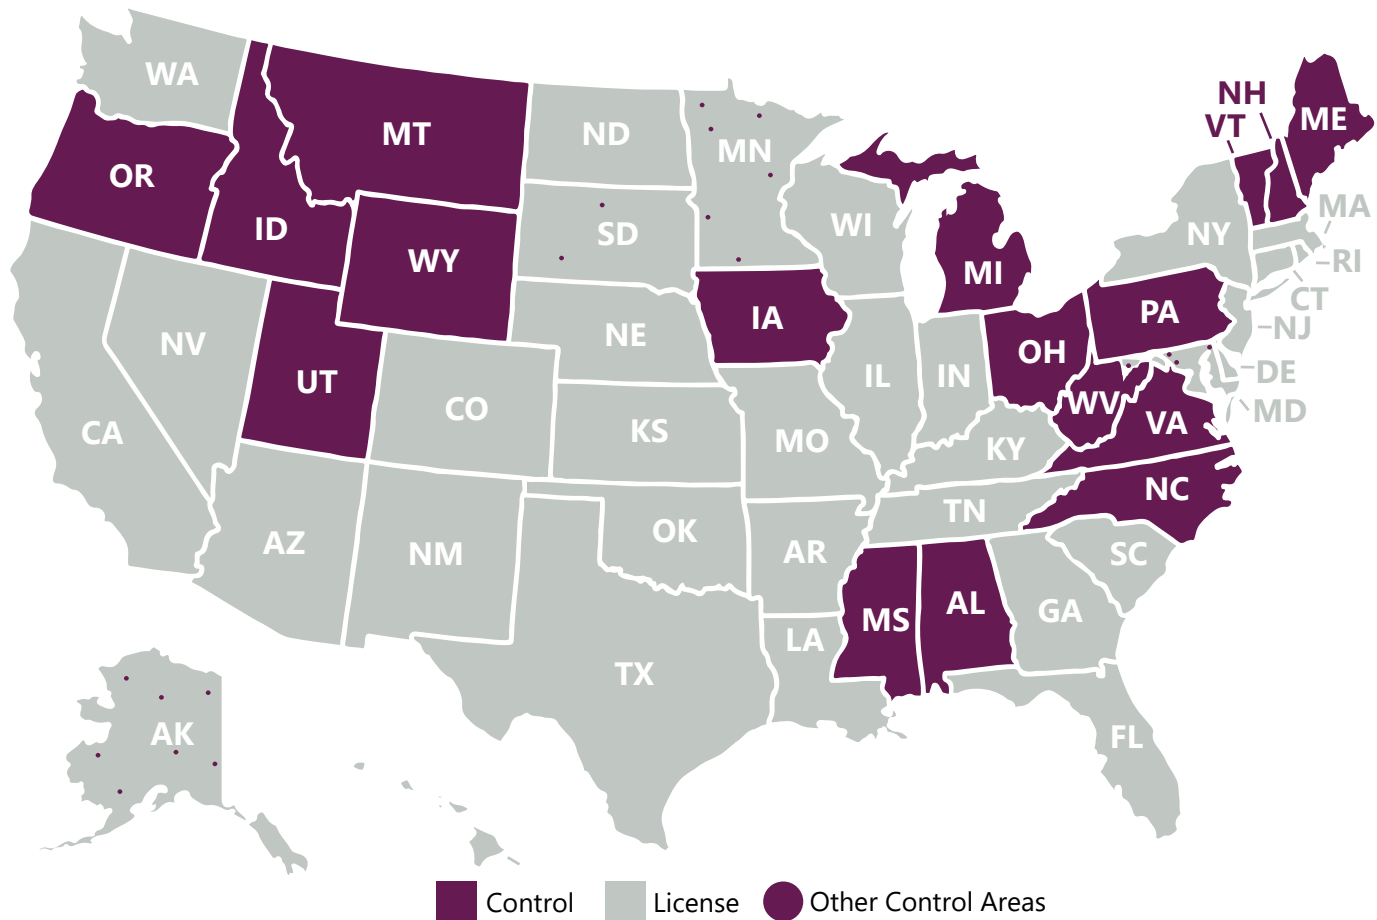 WA
MT
ND
MN
OR
ID
WY
SD
WI
MI
NY
NH
VT
ME
MA
RI
CT
NJ
DE
MD
PA
NV
UT
CO
NE
IA
IL
IN
OH
WV
VA
CA
KS
MO
KY
NC
AZ
NM
OK
AR
TN
SC
TX
LA
MS
AL
GA
FL
AK
Control
License
Other Control Areas